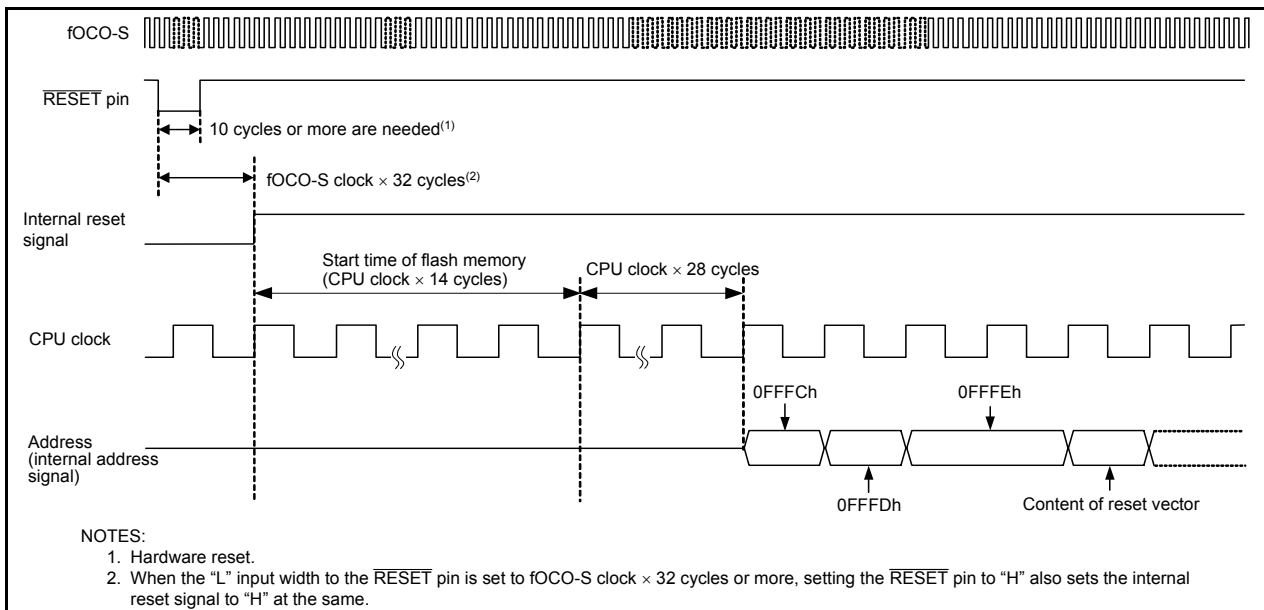 fOCO-S
RESET pin
10 cycles or more are needed(1)
fOCO-S clock × 32 cycles(2)
Internal reset
signal
Start time of flash memory
(CPU clock × 14 cycles)
CPU clock × 28 cycles
CPU clock
0FFFCh
0FFFEh
Address
(internal address
signal)
0FFFDh
Content of reset vector
NOTES:
1. Hardware reset.
2. When the “L” input width to the RESET pin is set to fOCO-S clock × 32 cycles or more, setting the RESET pin to “H” also sets the internal
reset signal to “H” at the same.